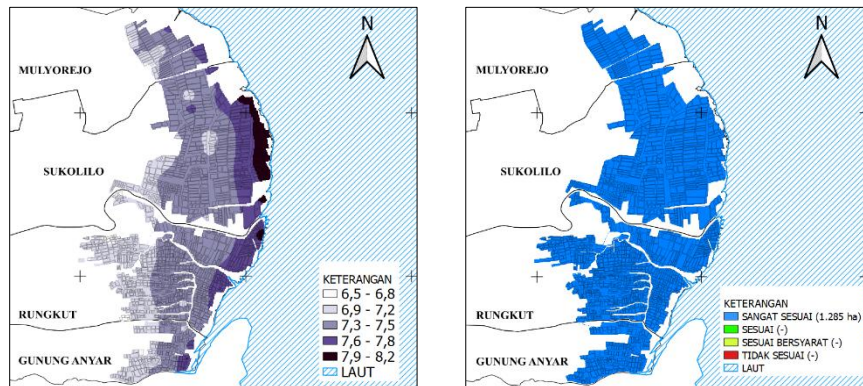 N
MULYOREJO
SUKOLILO
RUNGKUT
GUNUNG ANYAR
KETERANGAN
6,5 - 6,8
6,9 - 7,2
7,3 - 7,5
7,6 - 7,8
7,9 - 8,2
LAUT
N
MULYOREJO
SUKOLILO
RUNGKUT
GUNUNG ANYAR
KETERANGAN
SANGAT SESUAI (1.285 ha)
SESUAI (-)
SESUAI BERSYARAT (-)
TIDAK SESUAI (-)
LAUT